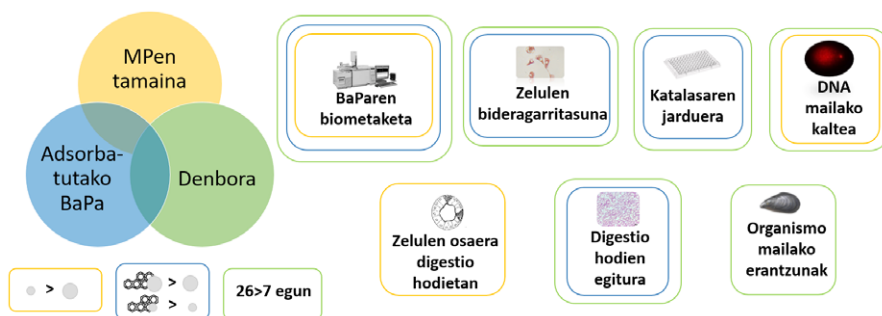 MPen
tamaina
Adsorba-
tutako
BaPa
Denbora
BaParen
biometaketa
Zelulen
bideragarritasuna
Katalasaren
jarduera
DNA
mailako
kaltea
Zelulen osaera
digestio
hodietan
Digestio
hodien
egitura
Organismo
mailako
erantzunak
>
>
>
26>7 egun